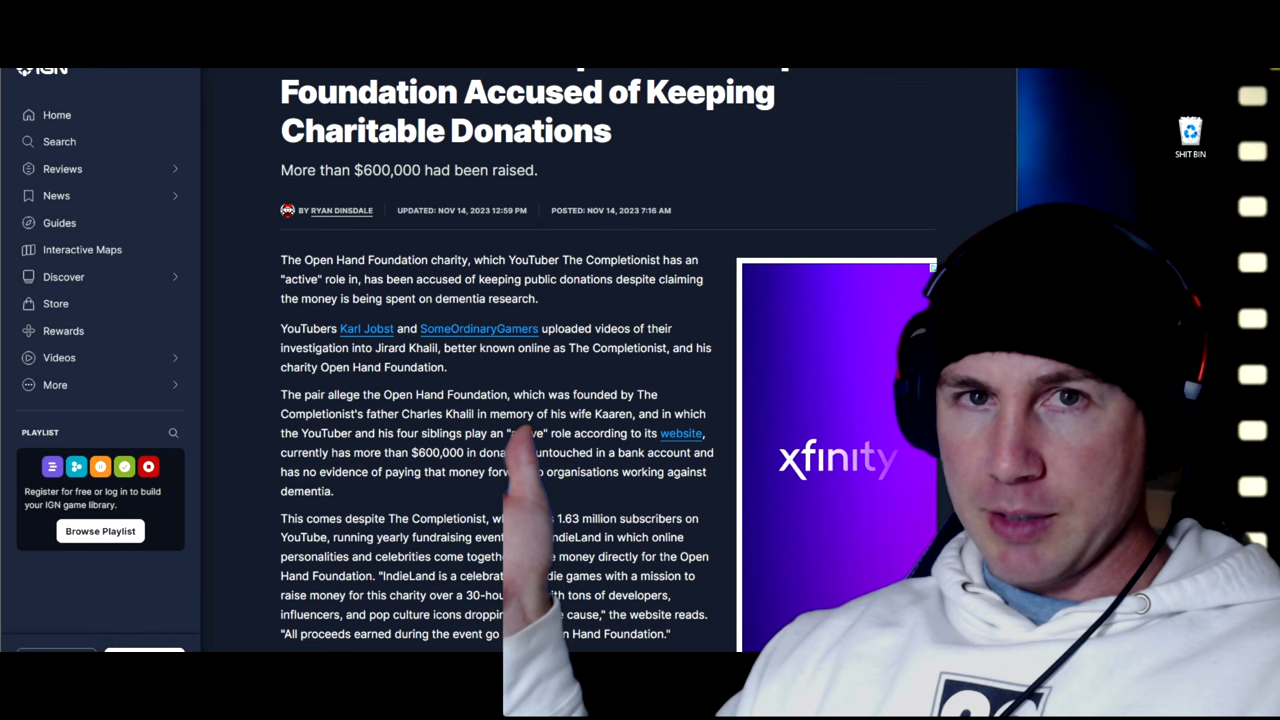 IGN
Foundation Accused of Keeping
Charitable Donations
More than $600,000 had been raised.
BY RYAN DINSDALE UPDATED: NOV 14, 2023 12:59 PM POSTED: NOV 14, 2023 7:16 AM
Home
Search
Reviews
News
Guides
Interactive Maps
Discover
Store
Rewards
Videos
More
PLAYLIST
Register for free or log in to build
your IGN game library.
Browse Playlist
The Open Hand Foundation charity, which YouTuber The Completionist has an
"active" role in, has been accused of keeping public donations despite claiming
the money is being spent on dementia research.
YouTubers Karl Jobst and SomeOrdinaryGamers uploaded videos of their
investigation into Jirard Khalil, better known online as The Completionist, and his
charity Open Hand Foundation.
The pair allege the Open Hand Foundation, which was founded by The
Completionist's father Charles Khalil in memory of his wife Kaaren, and in which
the YouTuber and his four siblings play an role according to its website,
currently has more than $600,000 in untouched in a bank account and
has no evidence of paying that money organisations working against
dementia.
This comes despite The Completionist, 1.63 million subscribers on
YouTube, running yearly fundraising IndieLand in which online
personalities and celebrities come money directly for the Open
Hand Foundation. "IndieLand is a games with a mission to
raise money for this charity over a tons of developers,
influencers, and pop culture icons cause," the website reads.
"All proceeds earned during the event go Hand Foundation."
xfinity
SHIT BIN